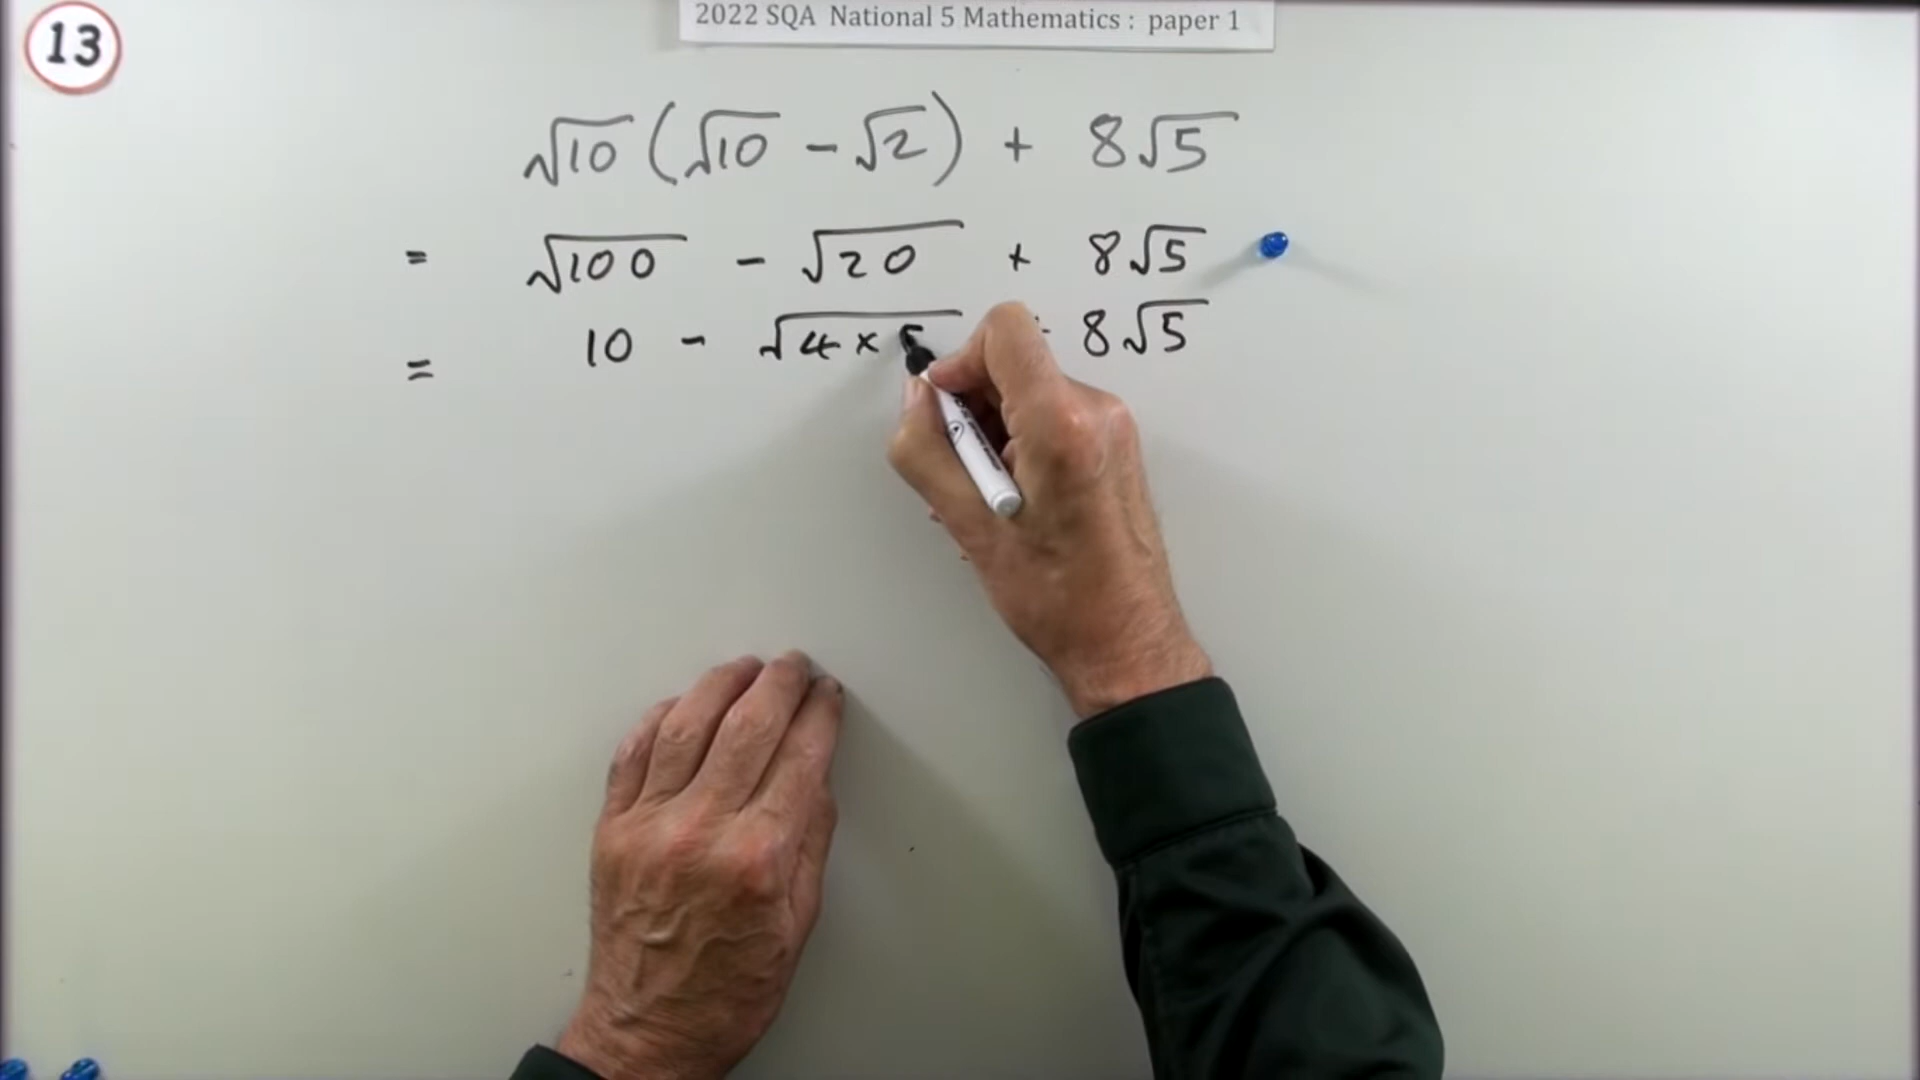 13
2022 SQA National 5 Mathematics : paper 1
√10 (√10 - √2) + 8√5
= √100 - √20 + 8√5
= 10 - √4 × 5 + 8√5